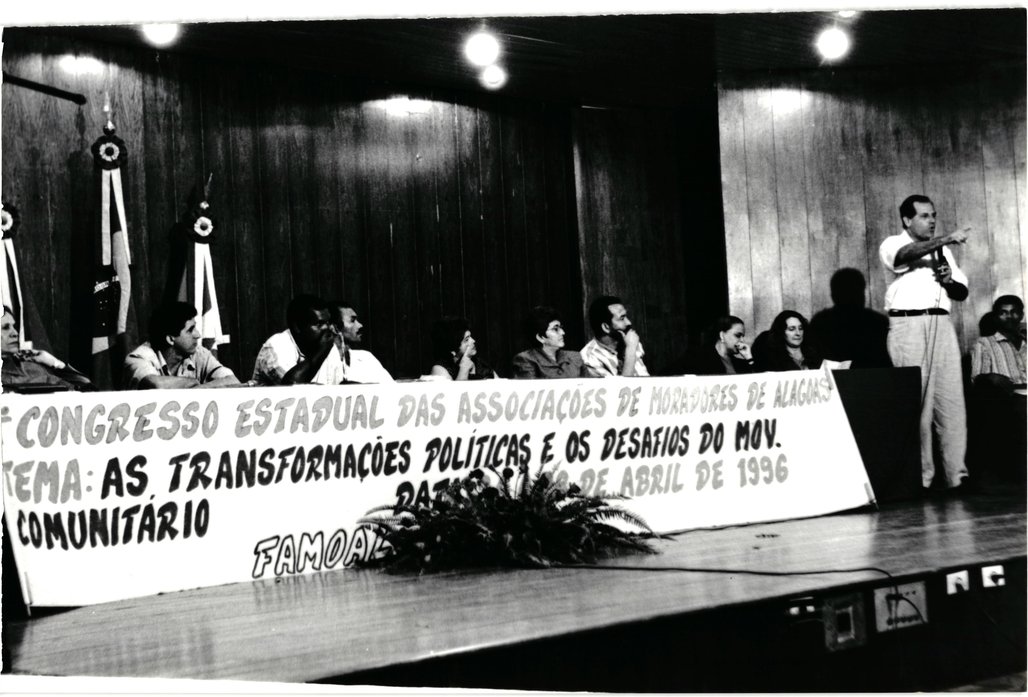 CONGRESSO ESTADUAL DAS ASSOCIAÇÕES DE MORADORES DE ALAGOAS
TEMA: AS TRANSFORMAÇÕES POLÍTICAS E OS DESAFIOS DO MOV.
COMUNITÁRIO
DE ABRIL DE 1996
FAMOAL